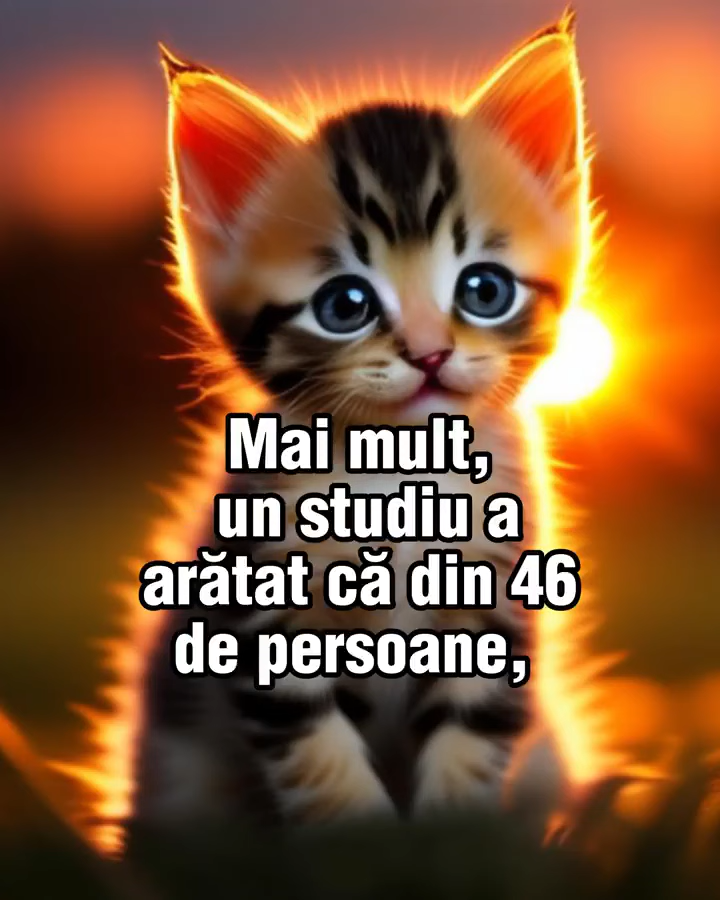 Mai mult,
un studiu a
arătat că din 46
de persoane,